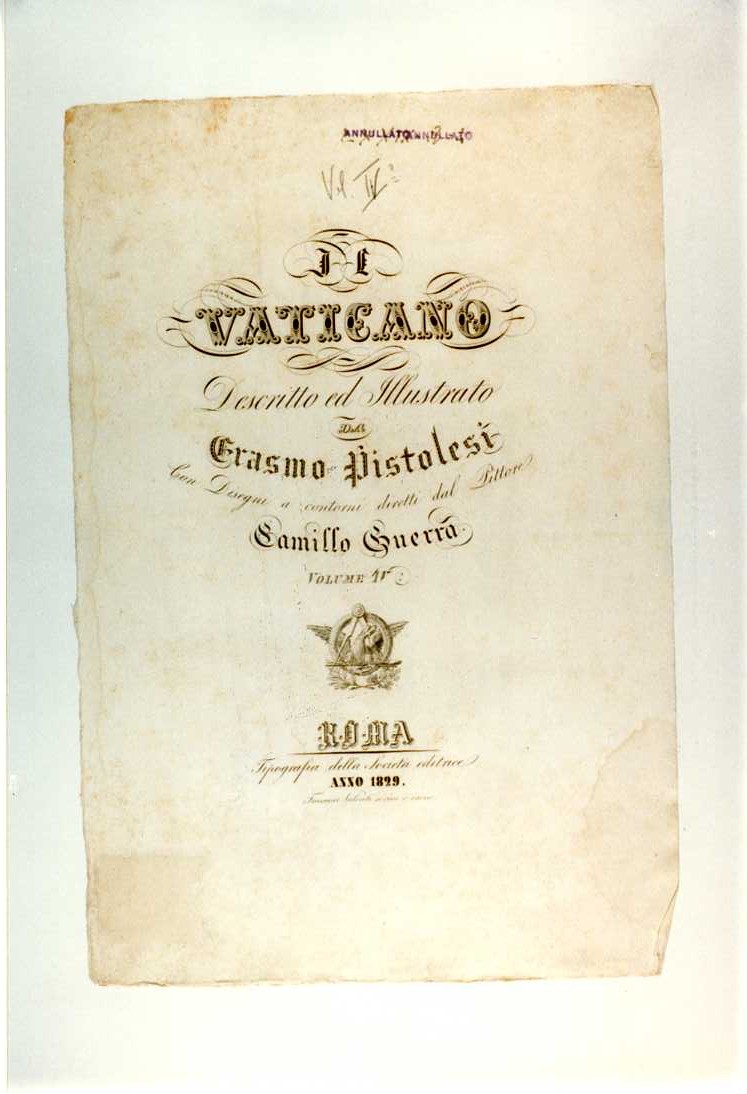 ANNULLATO ANNULLATO
Vol. IV.°
IL
VATICANO
Descritto ed Illustrato
DA
Erasmo Pistolesi
Con Disegni a contorni diretti dal Pittore
Camillo Guerra.
VOLUME IV.
ROMA
Tipografia della Società editrice
ANNO 1829.